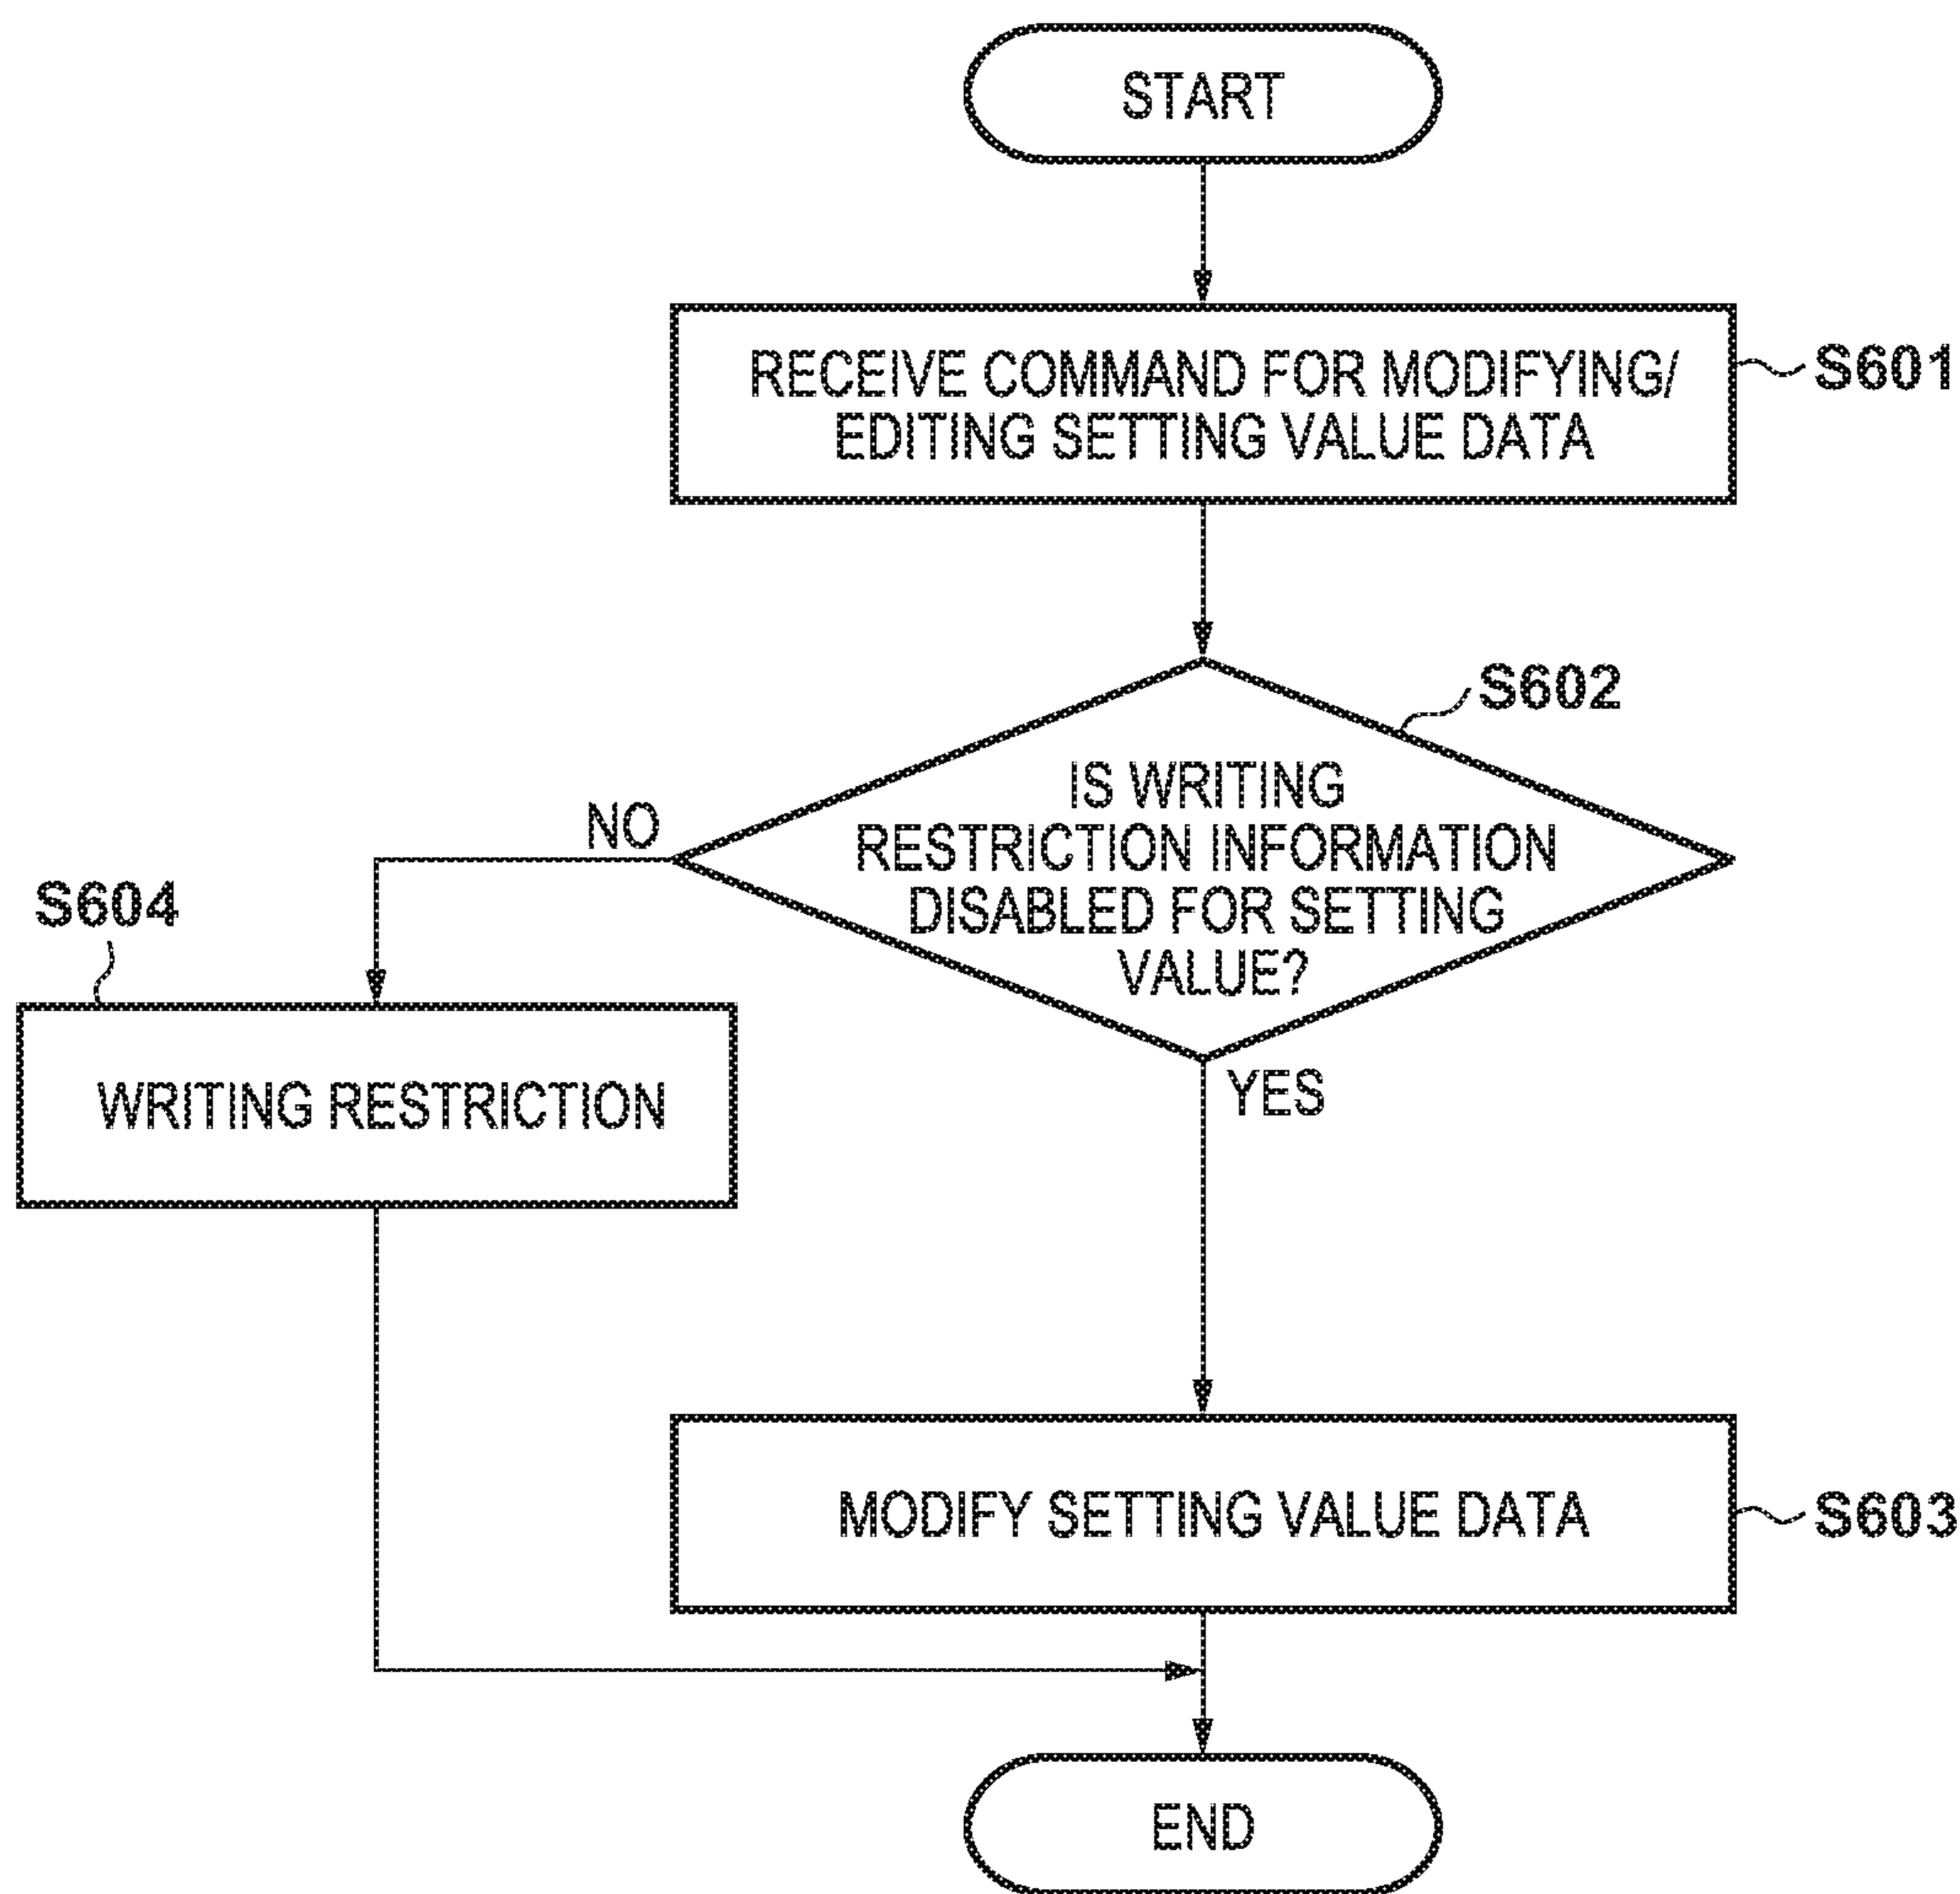 START
RECEIVE COMMAND FOR MODIFYING/
EDITING SETTING VALUE DATA
S601
S602
IS WRITING
RESTRICTION INFORMATION
DISABLED FOR SETTING
VALUE?
NO
YES
S604
WRITING RESTRICTION
MODIFY SETTING VALUE DATA
S603
END